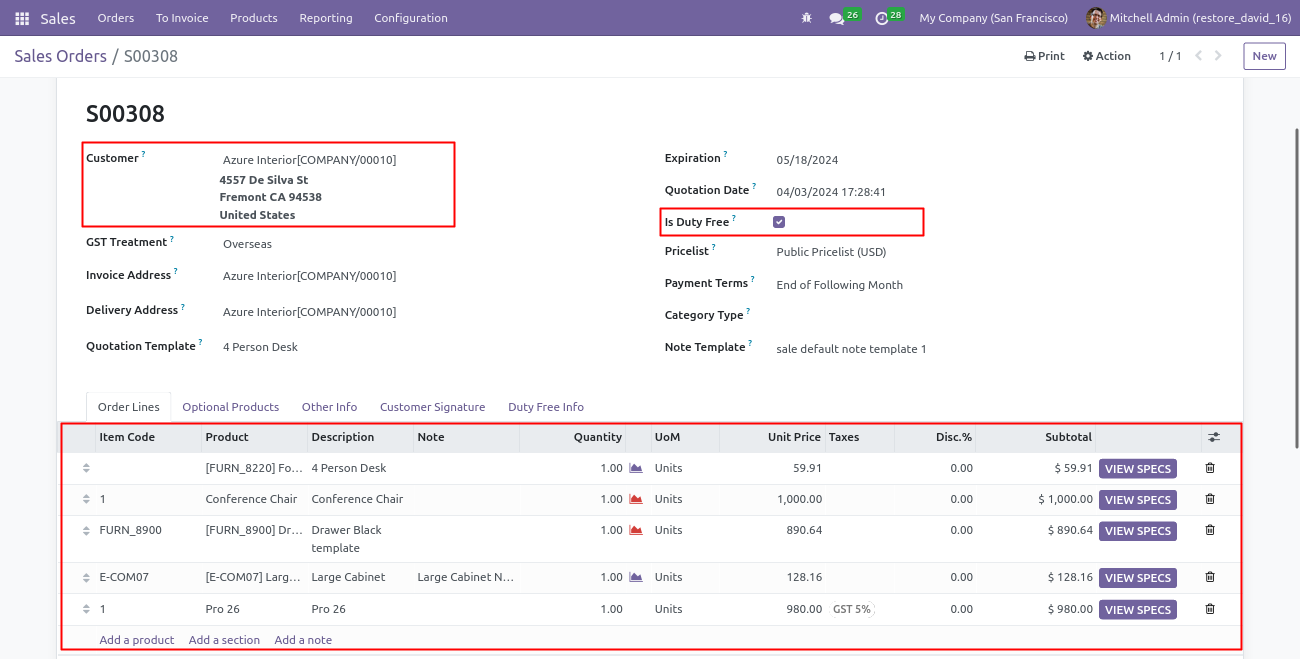 Sales Orders To Invoice Products Reporting Configuration 26 28 My Company (San Francisco) Mitchell Admin (restore_david_16)
Sales Orders / S00308 Print Action 1 / 1 New
S00308
Customer ? Azure Interior[COMPANY/00010]
4557 De Silva St
Fremont CA 94538
United States
GST Treatment ? Overseas
Invoice Address ? Azure Interior[COMPANY/00010]
Delivery Address ? Azure Interior[COMPANY/00010]
Quotation Template ? 4 Person Desk
Expiration ? 05/18/2024
Quotation Date ? 04/03/2024 17:28:41
Is Duty Free ?
Pricelist ? Public Pricelist (USD)
Payment Terms ? End of Following Month
Category Type ?
Note Template ? sale default note template 1
Order Lines Optional Products Other Info Customer Signature Duty Free Info
Item Code Product Description Note Quantity UoM Unit Price Taxes Disc.% Subtotal
[FURN_8220] Fo... 4 Person Desk 1.00 Units 59.91 0.00 $ 59.91 VIEW SPECS
1 Conference Chair Conference Chair 1.00 Units 1,000.00 0.00 $ 1,000.00 VIEW SPECS
FURN_8900 [FURN_8900] Dr... Drawer Black 1.00 Units 890.64 0.00 $ 890.64 VIEW SPECS
template
E-COM07 [E-COM07] Larg... Large Cabinet Large Cabinet N... 1.00 Units 128.16 0.00 $ 128.16 VIEW SPECS
1 Pro 26 Pro 26 1.00 Units 980.00 GST 5% 0.00 $ 980.00 VIEW SPECS
Add a product Add a section Add a note